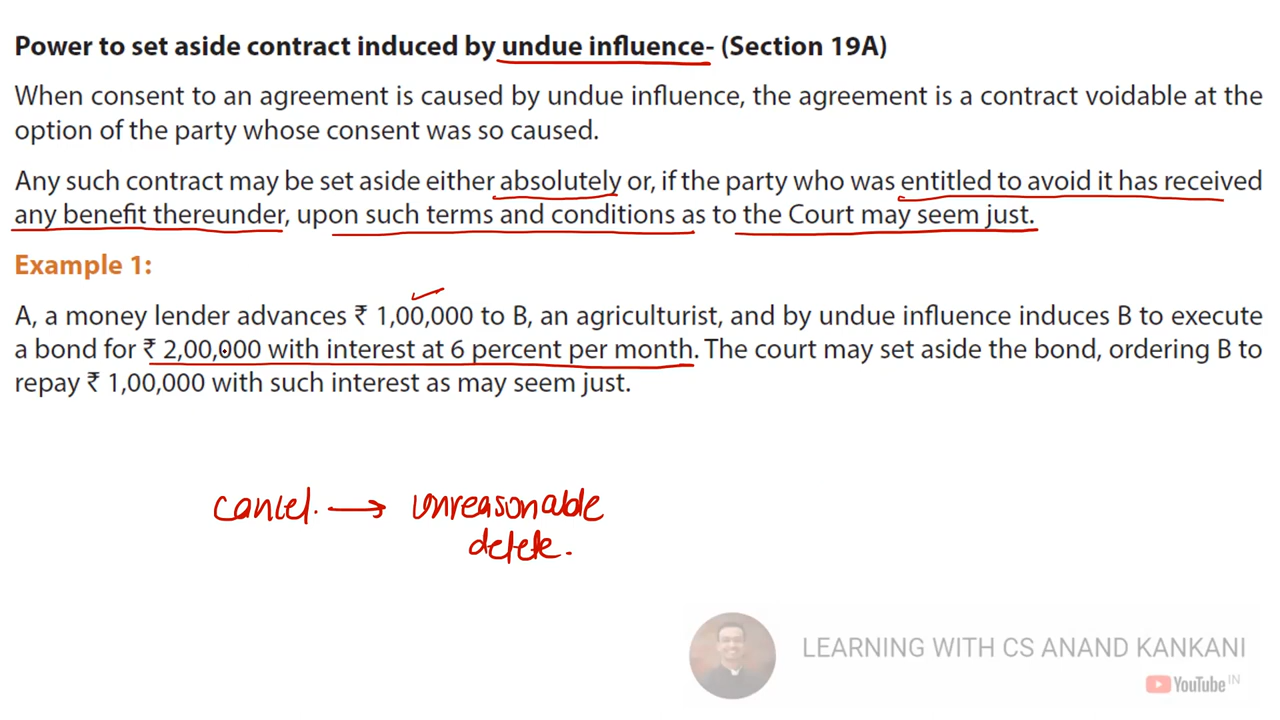 Power to set aside contract induced by undue influence- (Section 19A)
When consent to an agreement is caused by undue influence, the agreement is a contract voidable at the
option of the party whose consent was so caused.
Any such contract may be set aside either absolutely or, if the party who was entitled to avoid it has received
any benefit thereunder, upon such terms and conditions as to the Court may seem just.
Example 1:
A, a money lender advances ₹ 1,00,000 to B, an agriculturist, and by undue influence induces B to execute
a bond for ₹ 2,00,000 with interest at 6 percent per month. The court may set aside the bond, ordering B to
repay ₹ 1,00,000 with such interest as may seem just.
cancel. → unreasonable
delete.
LEARNING WITH CS ANAND KANKANI
YouTube IN